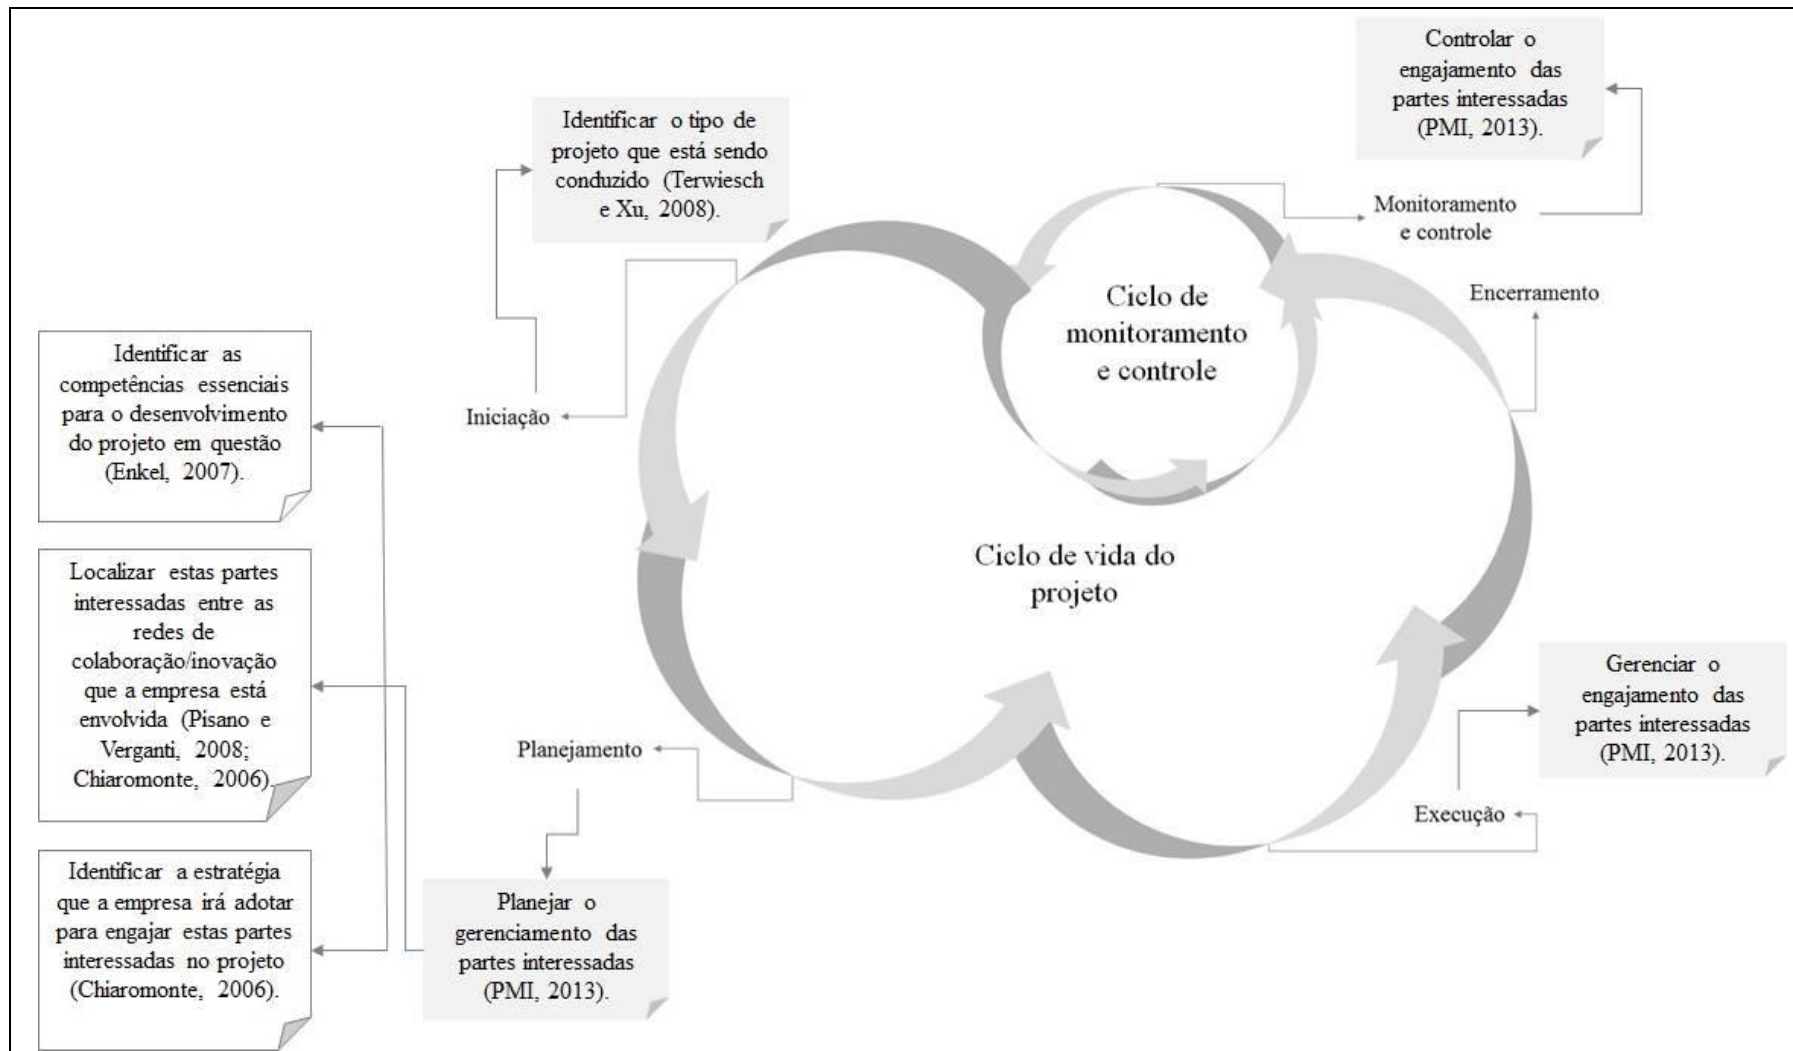 Controlar o
engajamento das
partes interessadas
(PMI, 2013).
Identificar o tipo de
projeto que está sendo
conduzido (Terwiesch
e Xu, 2008).
Monitoramento
e controle
Ciclo de
monitoramento
e controle
Encerramento
Iniciação
Identificar as
competências essenciais
para o desenvolvimento
do projeto em questão
(Enkel, 2007).
Localizar estas partes
interessadas entre as
redes de
colaboração/inovação
que a empresa está
envolvida (Pisano e
Verganti, 2008;
Chiaromonte, 2006).
Ciclo de vida do
projeto
Gerenciar o
engajamento das
partes interessadas
(PMI, 2013).
Planejamento
Execução
Identificar a estratégia
que a empresa irá adotar
para engajar estas partes
interessadas no projeto
(Chiaromonte, 2006).
Planejar o
gerenciamento das
partes interessadas
(PMI, 2013).